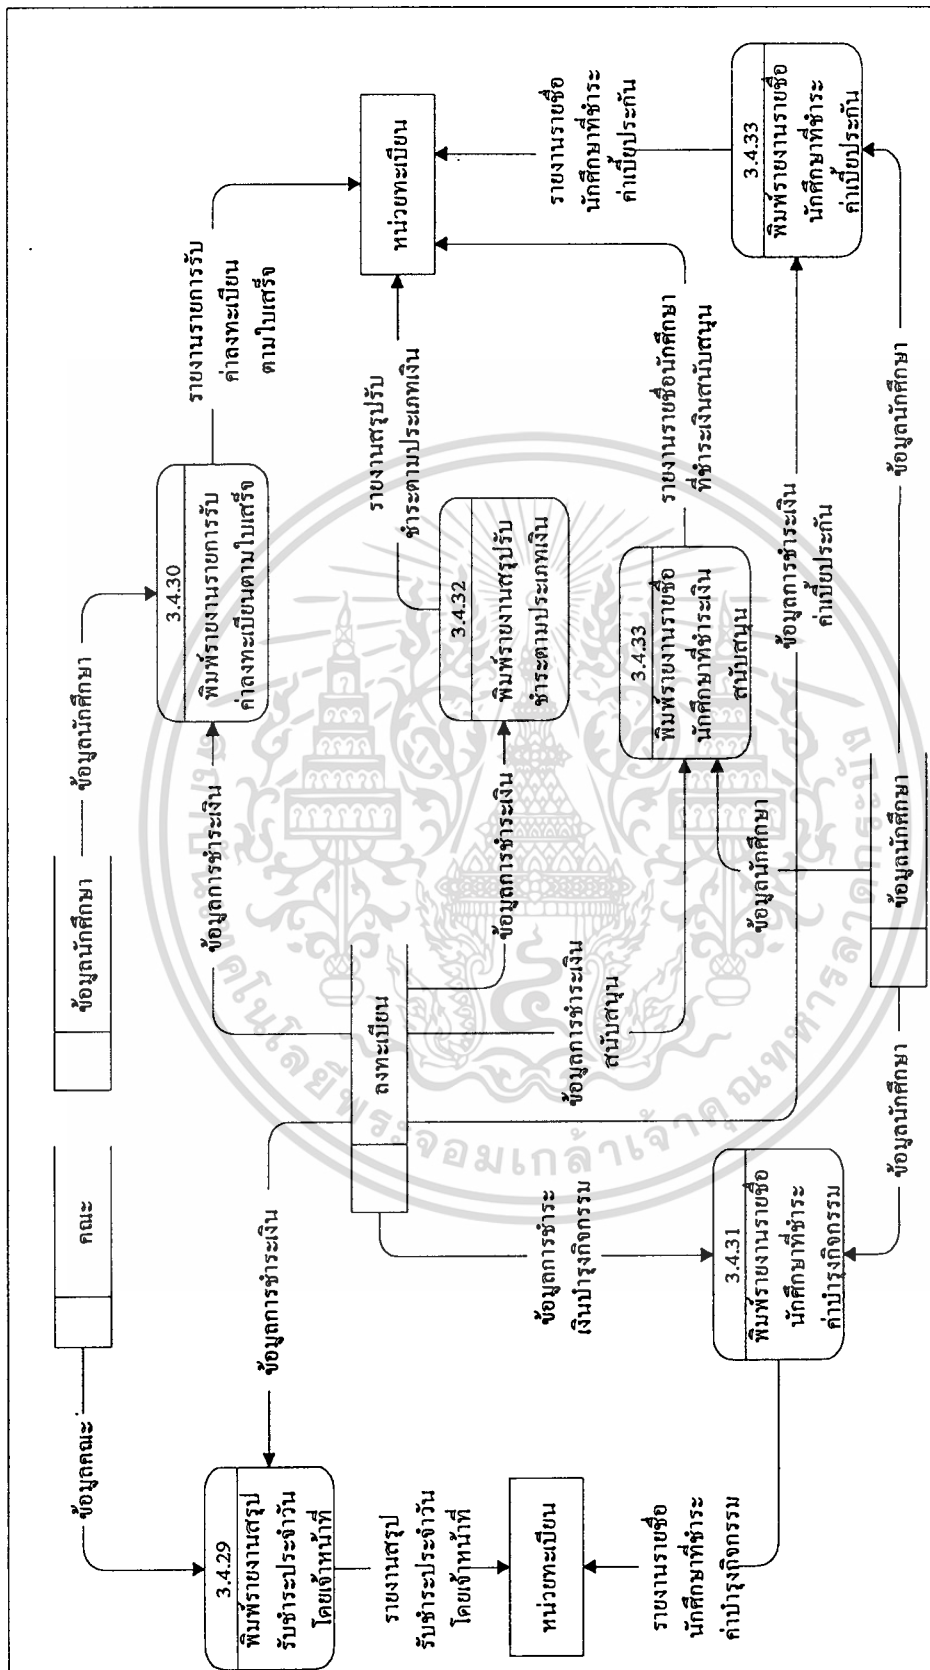 ข้อมูลคณะ
คณะ
ข้อมูลนักศึกษา
ข้อมูลนักศึกษา
3.4.29
พิมพ์รายงานสรุป
รับชำระประจำวัน
โดยเจ้าหน้าที่
ข้อมูลการชำระเงิน
ข้อมูลการชำระเงิน
3.4.30
พิมพ์รายงานรายการรับ
ค่าลงทะเบียนตามใบเสร็จ
รายงานรายการรับ
ค่าลงทะเบียน
ตามใบเสร็จ
รายงานสรุป
รับชำระประจำวัน
โดยเจ้าหน้าที่
ลงทะเบียน
ข้อมูลการชำระเงิน
3.4.32
พิมพ์รายงานสรุปรับ
ชำระตามประเภทเงิน
รายงานสรุปรับ
ชำระตามประเภทเงิน
หน่วยทะเบียน
หน่วยทะเบียน
ข้อมูลการชำระ
เงินบำรุงกิจกรรม
ข้อมูลการชำระเงิน
สนับสนุน
3.4.33
พิมพ์รายงานรายชื่อ
นักศึกษาที่ชำระเงิน
สนับสนุน
รายงานรายชื่อนักศึกษา
ที่ชำระเงินสนับสนุน
รายงานรายชื่อ
นักศึกษาที่ชำระ
ค่าเบี้ยประกัน
รายงานรายชื่อ
นักศึกษาที่ชำระ
ค่าบำรุงกิจกรรม
3.4.31
พิมพ์รายงานรายชื่อ
นักศึกษาที่ชำระ
ค่าบำรุงกิจกรรม
ข้อมูลนักศึกษา
ข้อมูลการชำระเงิน
ค่าเบี้ยประกัน
3.4.33
พิมพ์รายงานรายชื่อ
นักศึกษาที่ชำระ
ค่าเบี้ยประกัน
ข้อมูลนักศึกษา
ข้อมูลนักศึกษา
ข้อมูลนักศึกษา